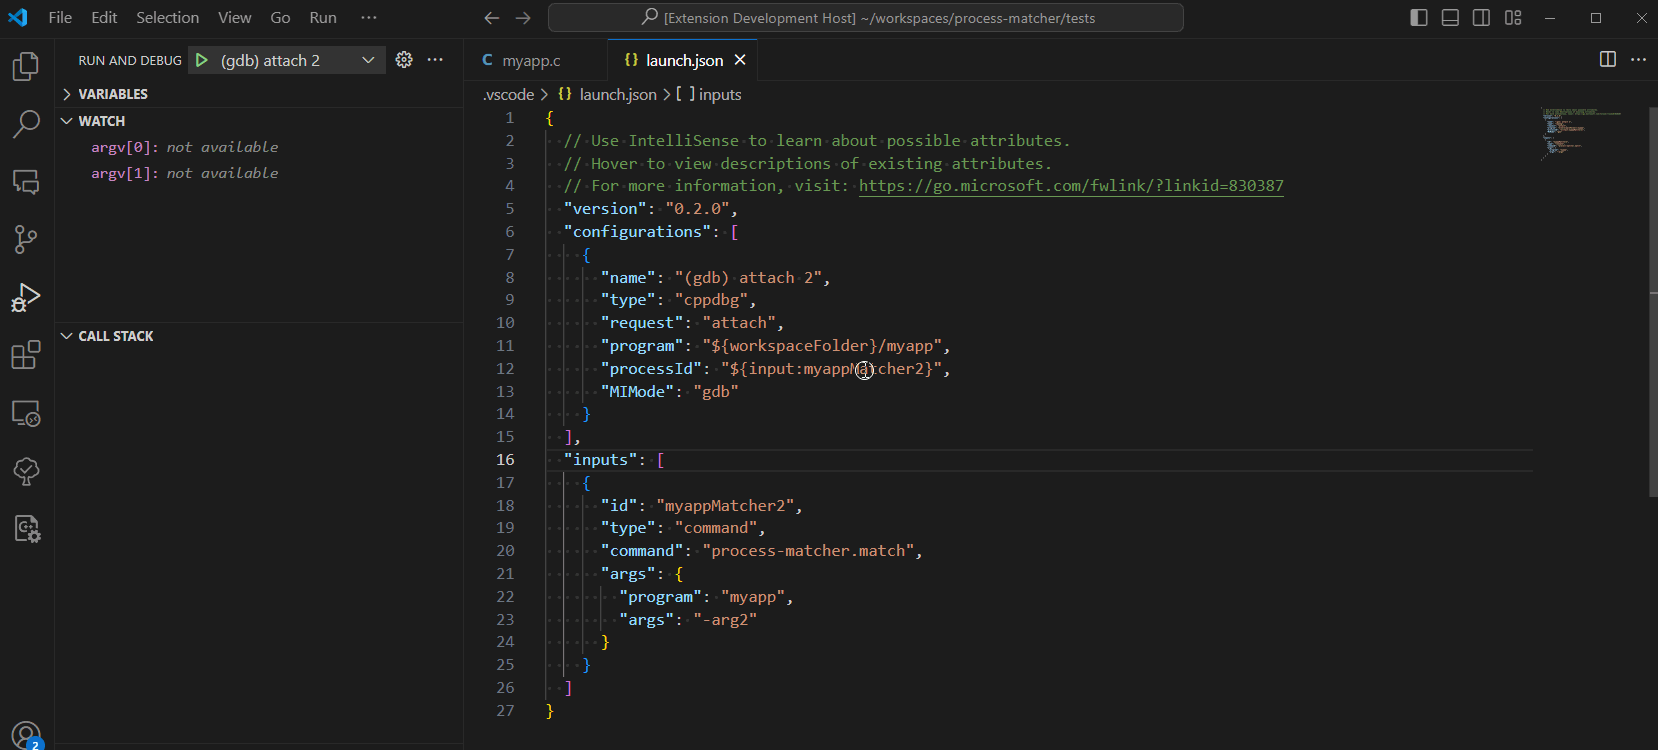 File Edit Selection View Go Run ···
[Extension Development Host] ~/workspaces/process-matcher/tests
RUN AND DEBUG (gdb) attach 2
VARIABLES
WATCH
argv[0]: not available
argv[1]: not available
CALL STACK
2
C myapp.c {} launch.json
.vscode > {} launch.json > [ ] inputs
1 {
2 // Use IntelliSense to learn about possible attributes.
3 // Hover to view descriptions of existing attributes.
4 // For more information, visit: https://go.microsoft.com/fwlink/?linkid=830387
5 "version": "0.2.0",
6 "configurations": [
7 {
8 "name": "(gdb) attach 2",
9 "type": "cppdbg",
10 "request": "attach",
11 "program": "${workspaceFolder}/myapp",
12 "processId": "${input:myappMatcher2}",
13 "MIMode": "gdb"
14 }
15 ],
16 "inputs": [
17 {
18 "id": "myappMatcher2",
19 "type": "command",
20 "command": "process-matcher.match",
21 "args": {
22 "program": "myapp",
23 "args": "-arg2"
24 }
25 }
26 ]
27 }